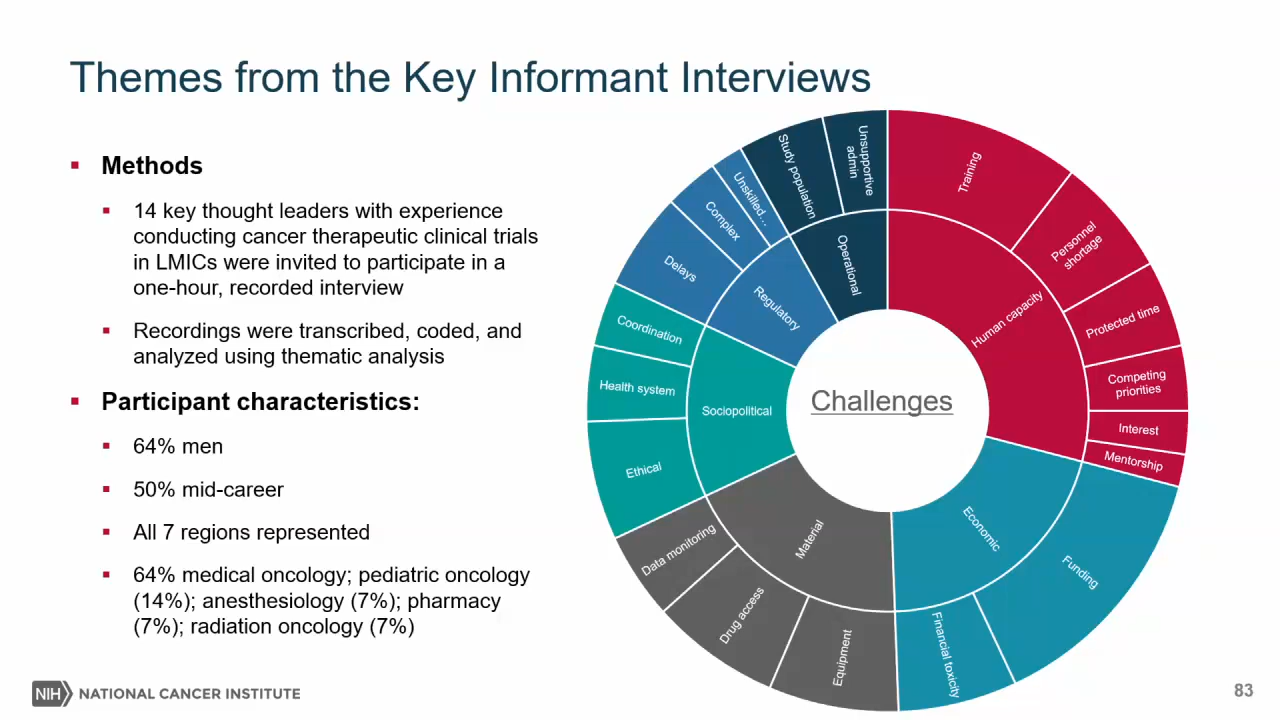 Themes from the Key Informant Interviews
▪ Methods
▪ 14 key thought leaders with experience
conducting cancer therapeutic clinical trials
in LMICs were invited to participate in a
one-hour, recorded interview
▪ Recordings were transcribed, coded, and
analyzed using thematic analysis
▪ Participant characteristics:
▪ 64% men
▪ 50% mid-career
▪ All 7 regions represented
▪ 64% medical oncology; pediatric oncology
(14%); anesthesiology (7%); pharmacy
(7%); radiation oncology (7%)
Challenges
Human capacity
Training
Personnel
shortage
Protected time
Competing
priorities
Interest
Mentorship
Economic
Funding
Financial toxicity
Material
Equipment
Drug access
Data monitoring
Sociopolitical
Ethical
Health system
Coordination
Regulatory
Delays
Complex
Unskilled...
Operational
Study population
Unsupportive
admin
NIH NATIONAL CANCER INSTITUTE
83